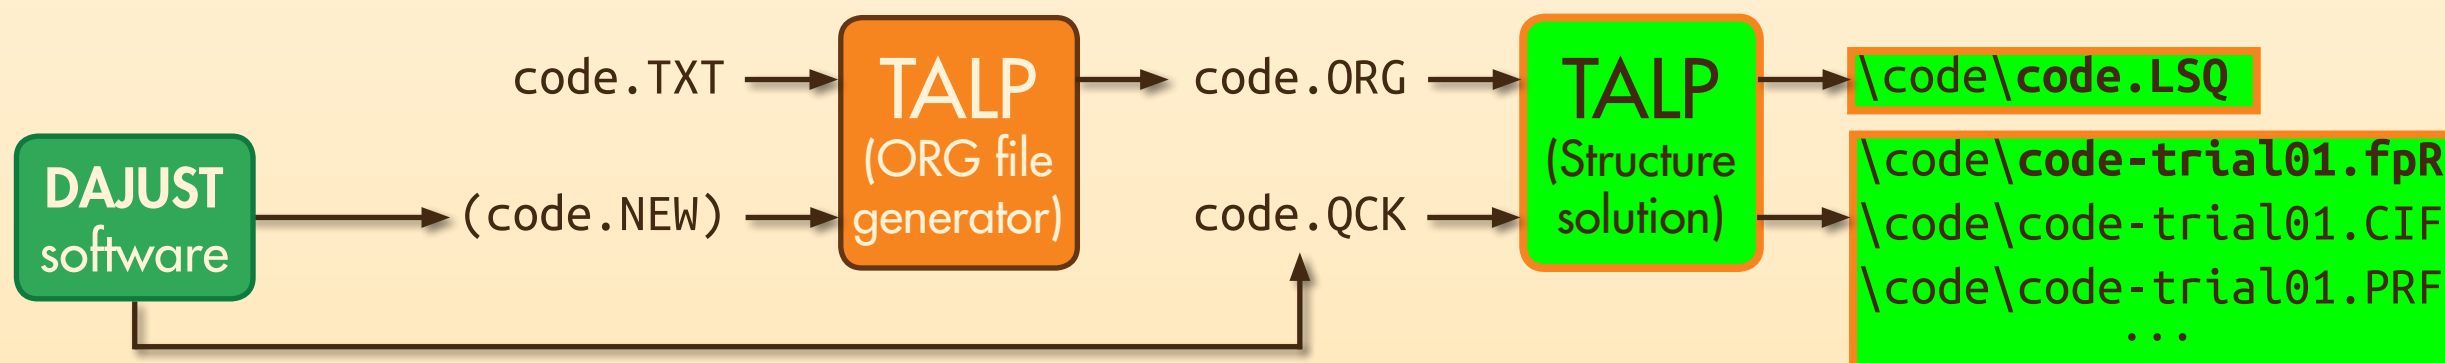 code.TXT
TALP
(ORG file
generator)
code.ORG
TALP
(Structure
solution)
\code\code.LSQ
DAJUST
software
(code.NEW)
code.QCK
\code\code-trial01.fpR
\code\code-trial01.CIF
\code\code-trial01.PRF
...